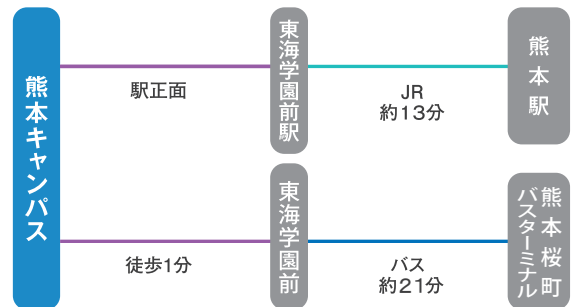 熊本キャンパス
駅正面
東海学園前駅
JR
約13分
熊本駅
徒歩1分
東海学園前
バス
約21分
熊本桜町
バスターミナル